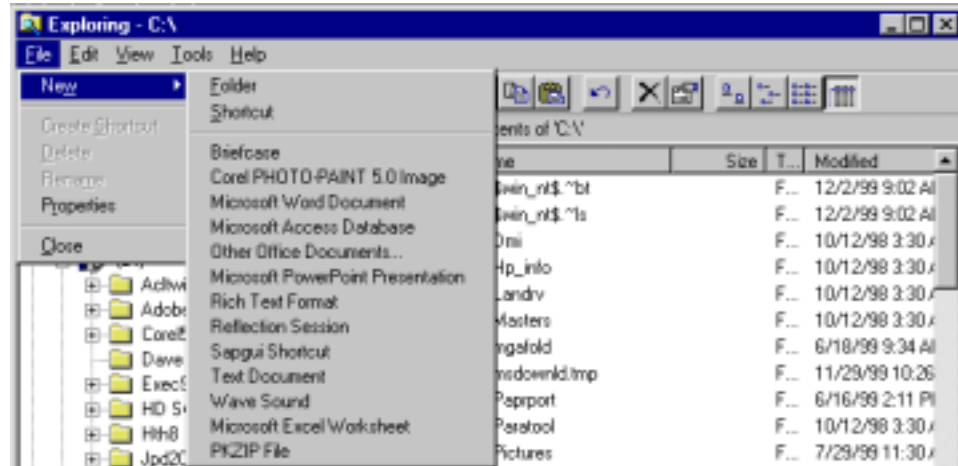 Exploring - C:\
File Edit View Tools Help
New
Create Shortcut
Delete
Rename
Properties
Close
Folder
Shortcut
Briefcase
Corel PHOTO-PAINT 5.0 Image
Microsoft Word Document
Microsoft Access Database
Other Office Documents...
Microsoft PowerPoint Presentation
Rich Text Format
Reflection Session
Sapgui Shortcut
Text Document
Wave Sound
Microsoft Excel Worksheet
PKZIP File
ents of 'C:\'
me Size T... Modified
$win_nt$.~bt F... 12/2/99 9:02 A
$win_nt$.~ls F... 12/2/99 9:02 A
Dmi F... 10/12/98 3:30
Hp_info F... 10/12/98 3:30
Landrv F... 10/12/98 3:30
Masters F... 10/12/98 3:30
mgafold F... 6/18/99 9:34 A
msdownld.tmp F... 11/29/99 10:26
Paprport F... 6/16/99 2:11 P
Paratool F... 10/12/98 3:30
Pictures F... 7/29/99 11:30
Acltwi
Adobe
Dave
HD S
Hth8